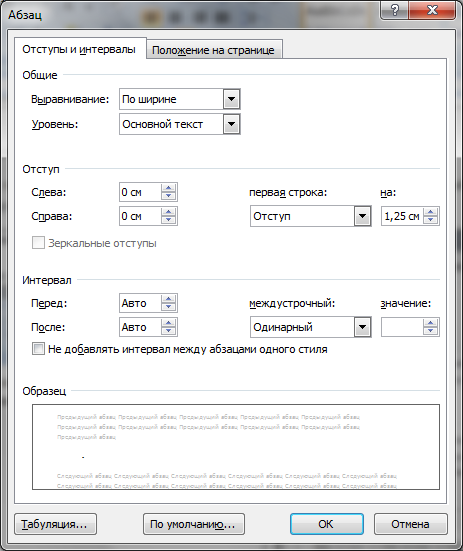 Абзац
Отступы и интервалы Положение на странице
Общие
Выравнивание: По ширине
Уровень: Основной текст
Отступ
Слева: 0 см первая строка: на:
Справа: 0 см Отступ 1,25 см
Зеркальные отступы
Интервал
Перед: Авто междустрочный: значение:
После: Авто Одинарный
Не добавлять интервал между абзацами одного стиля
Образец
Предыдущий абзац Предыдущий абзац Предыдущий абзац Предыдущий абзац Предыдущий абзац
Предыдущий абзац Предыдущий абзац Предыдущий абзац Предыдущий абзац Предыдущий абзац
Предыдущий абзац
Следующий абзац Следующий абзац Следующий абзац Следующий абзац Следующий абзац Следующий абзац
Следующий абзац Следующий абзац Следующий абзац Следующий абзац Следующий абзац Следующий абзац
Табуляция... По умолчанию... ОК Отмена